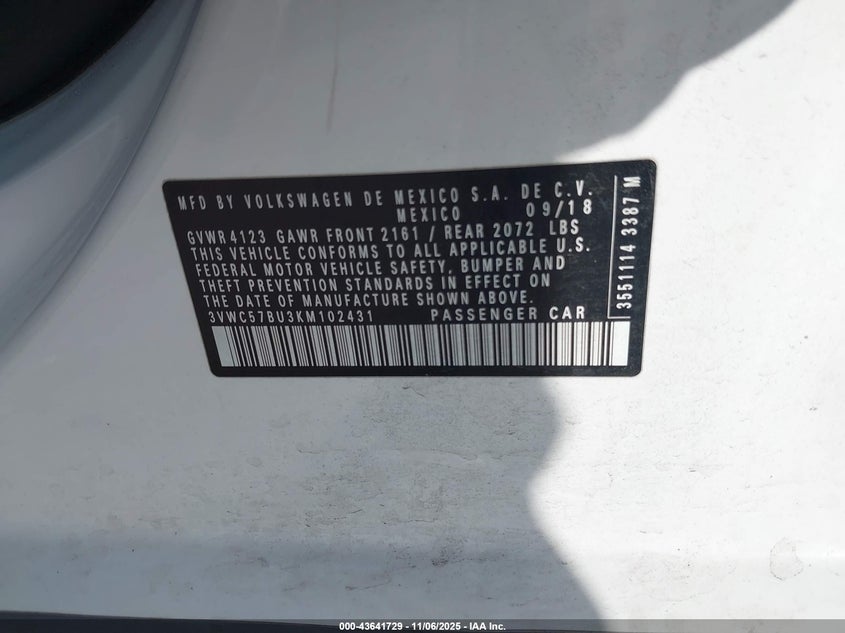 MFD BY VOLKSWAGEN DE MEXICO S.A. DE C.V.
MEXICO 09/18
GVWR 4123 GAWR FRONT 2161 / REAR 2072 LBS
THIS VEHICLE CONFORMS TO ALL APPLICABLE U.S.
FEDERAL MOTOR VEHICLE SAFETY, BUMPER AND
THEFT PREVENTION STANDARDS IN EFFECT ON
THE DATE OF MANUFACTURE SHOWN ABOVE.
3VWC57BU3KM102431 PASSENGER CAR
3551114 3387 M
000-43641729 - 11/06/2025 - IAA Inc.